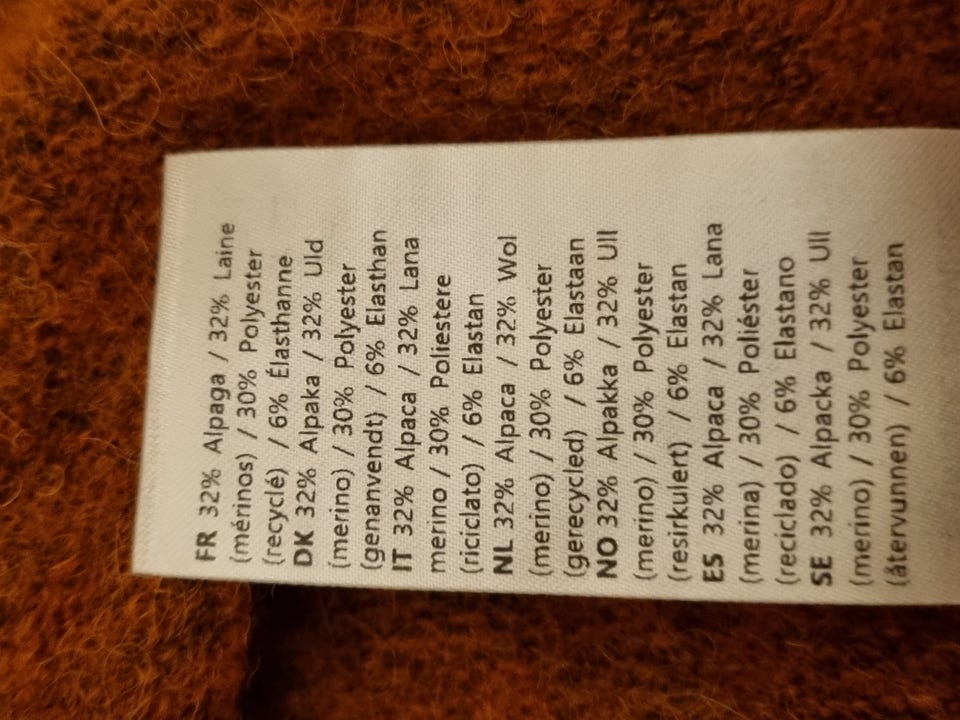 FR 32% Alpaga / 32% Laine
(mérinos) / 30% Polyester
(recyclé) / 6% Élasthanne
DK 32% Alpaka / 32% Uld
(merino) / 30% Polyester
(genanvendt) / 6% Elasthan
IT 32% Alpaca / 32% Lana
merino / 30% Poliestere
(riciclato) / 6% Elastan
NL 32% Alpaca / 32% Wol
(merino) / 30% Polyester
(gerecycled) / 6% Elastaan
NO 32% Alpakka / 32% Ull
(merino) / 30% Polyester
(resirkulert) / 6% Elastan
ES 32% Alpaca / 32% Lana
(merina) / 30% Poliéster
(reciclado) / 6% Elastano
SE 32% Alpacka / 32% Ull
(merino) / 30% Polyester
(återvunnen) / 6% Elastan